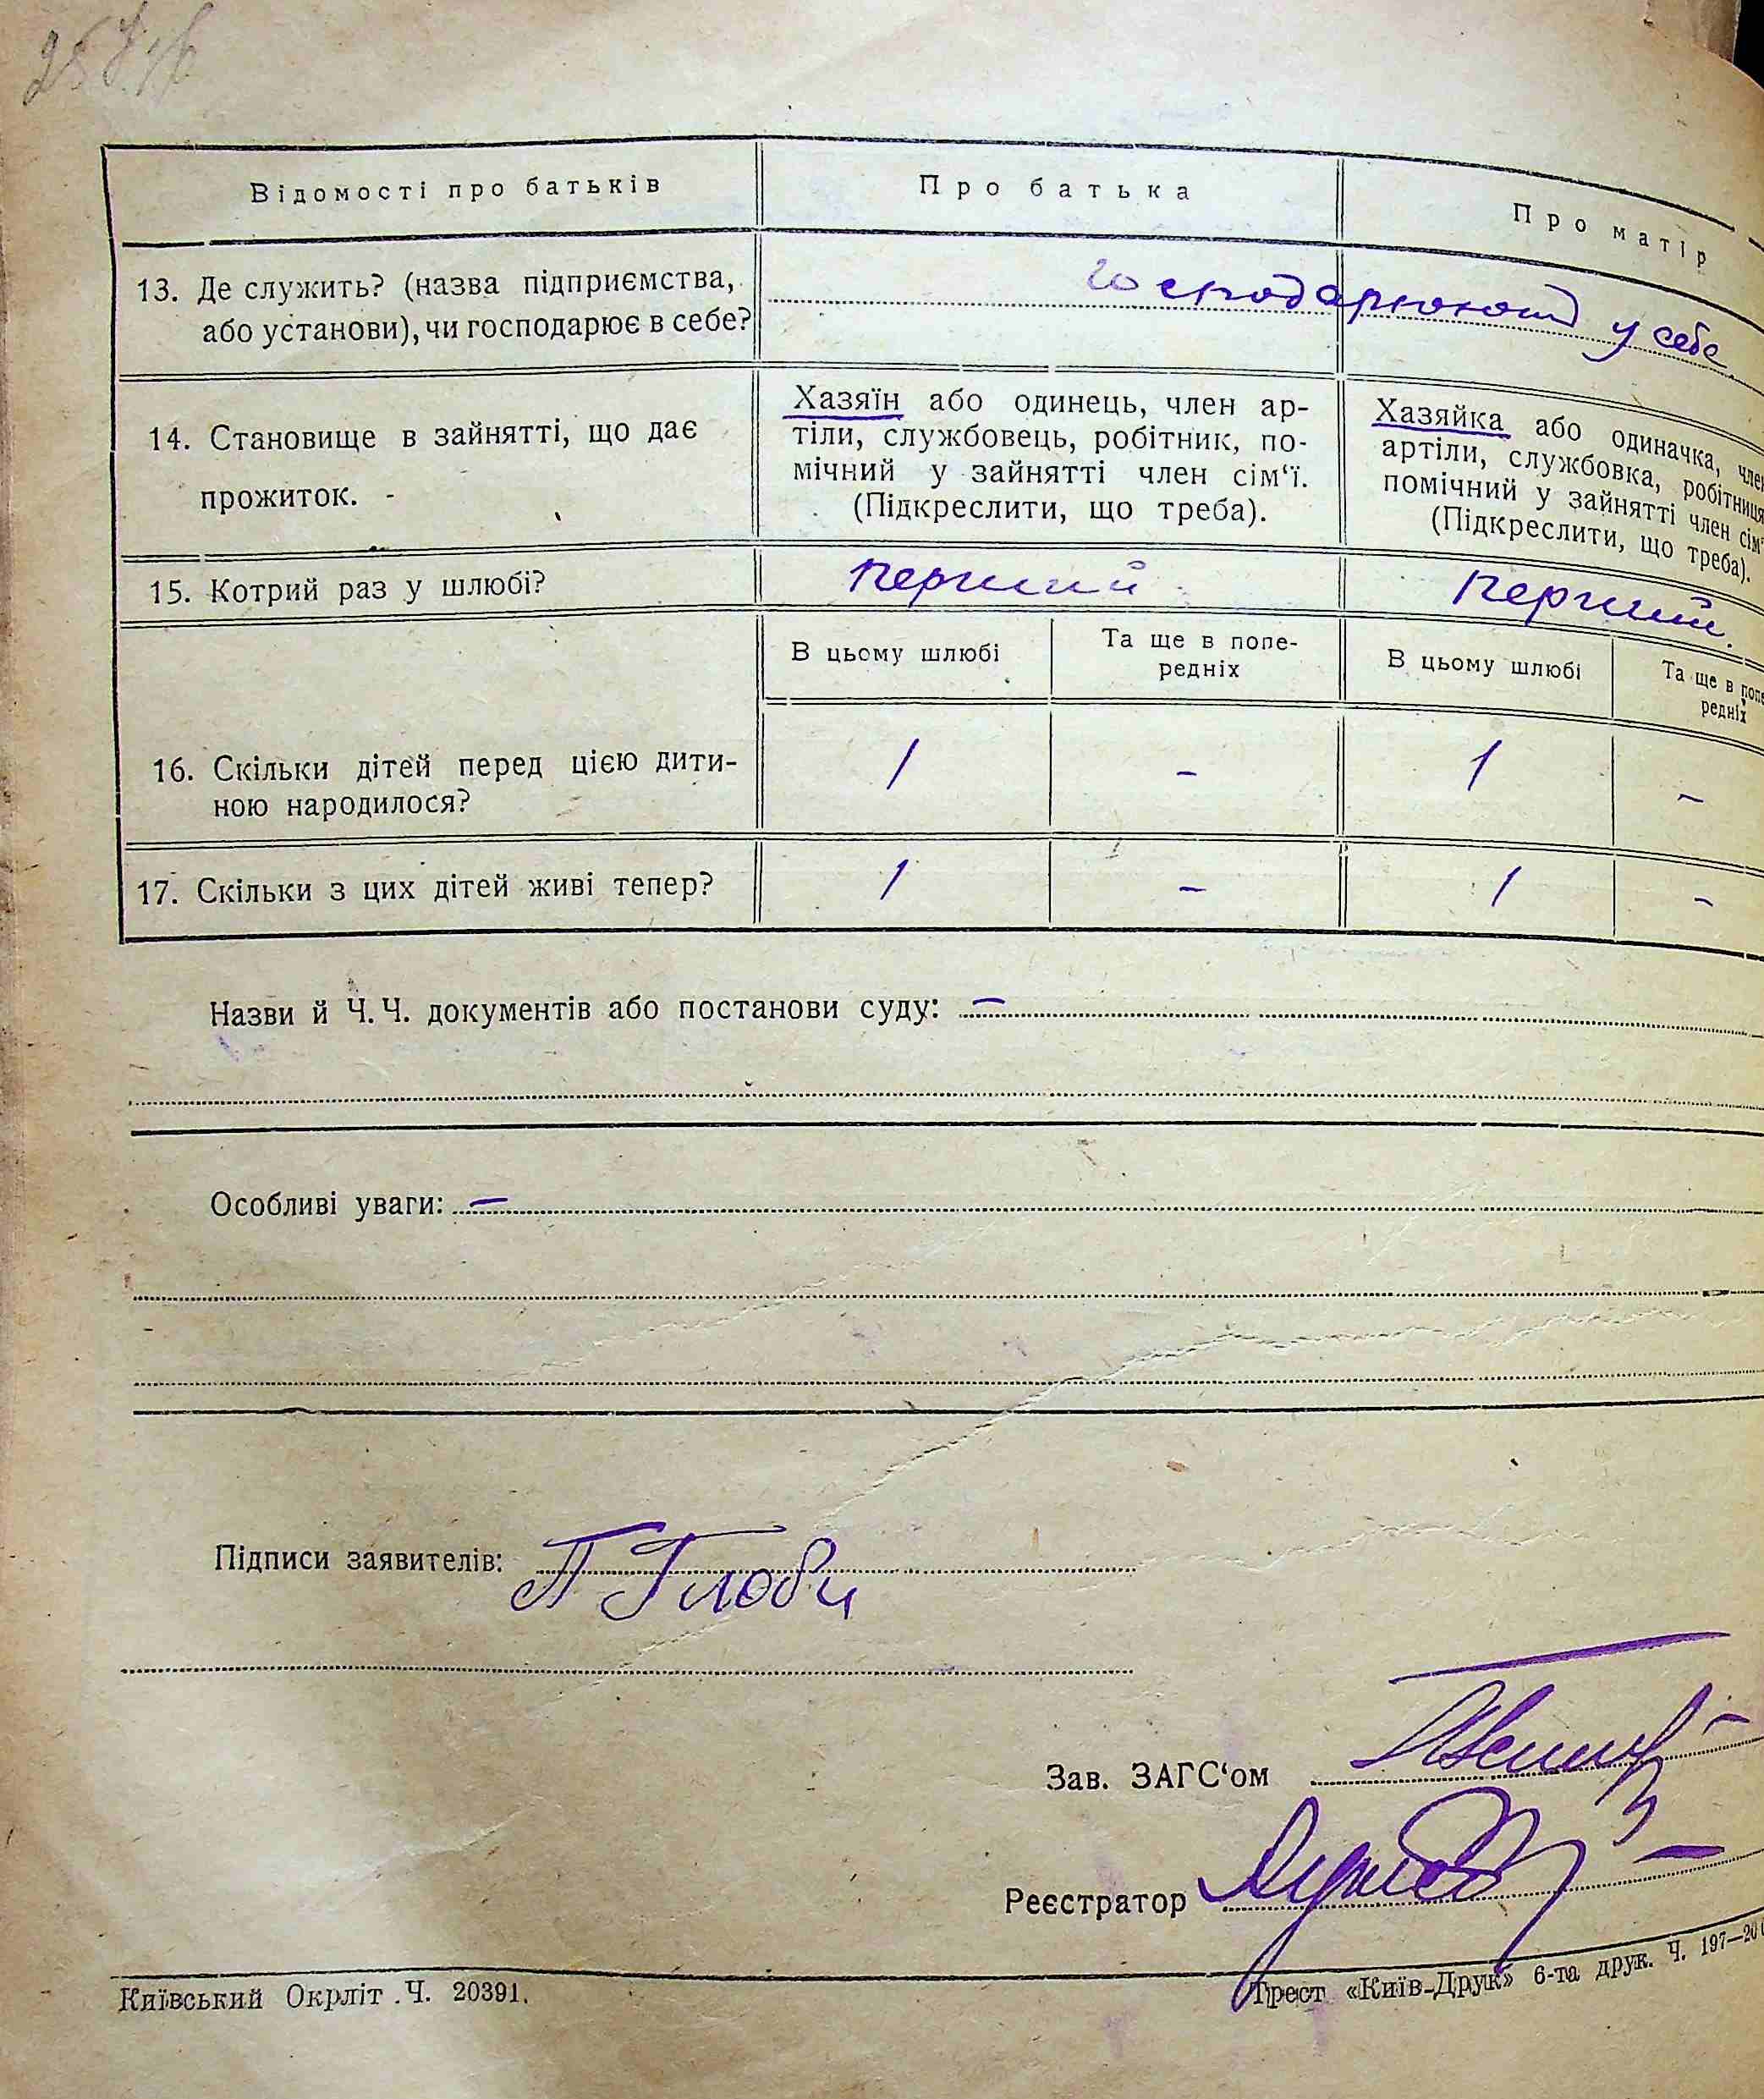 Відомості про батьків
Про батька
Про матір
13. Де служить? (назва підприємства, або установи), чи господарює в себе?
господарюють у себе
14. Становище в зайнятті, що дає прожиток. -
Хазяїн або одинець, член ар-
тіли, службовець, робітник, по-
мічний у зайнятті член сім‘ї.
(Підкреслити, що треба).
Хазяйка або одиначка, член
артіли, службовка, робітниця
помічний у зайнятті член сім‘
(Підкреслити, що треба).
15. Котрий раз у шлюбі?
перший
перший
В цьому шлюбі
Та ще в попе-
редніх
В цьому шлюбі
Та ще в попе
редніх
16. Скільки дітей перед цією дити-
ною народилося?
1 - 1 -
17. Скільки з цих дітей живі тепер?
1 - 1 -
Назви й Ч. Ч. документів або постанови суду: —
Особливі уваги: —
Підписи заявителів: П Глоба
Зав. ЗАГС‘ом
Реєстратор
Київський Окрліт Ч. 20391.
Трест «Київ-Друк» 6-та друк. Ч. 197—20